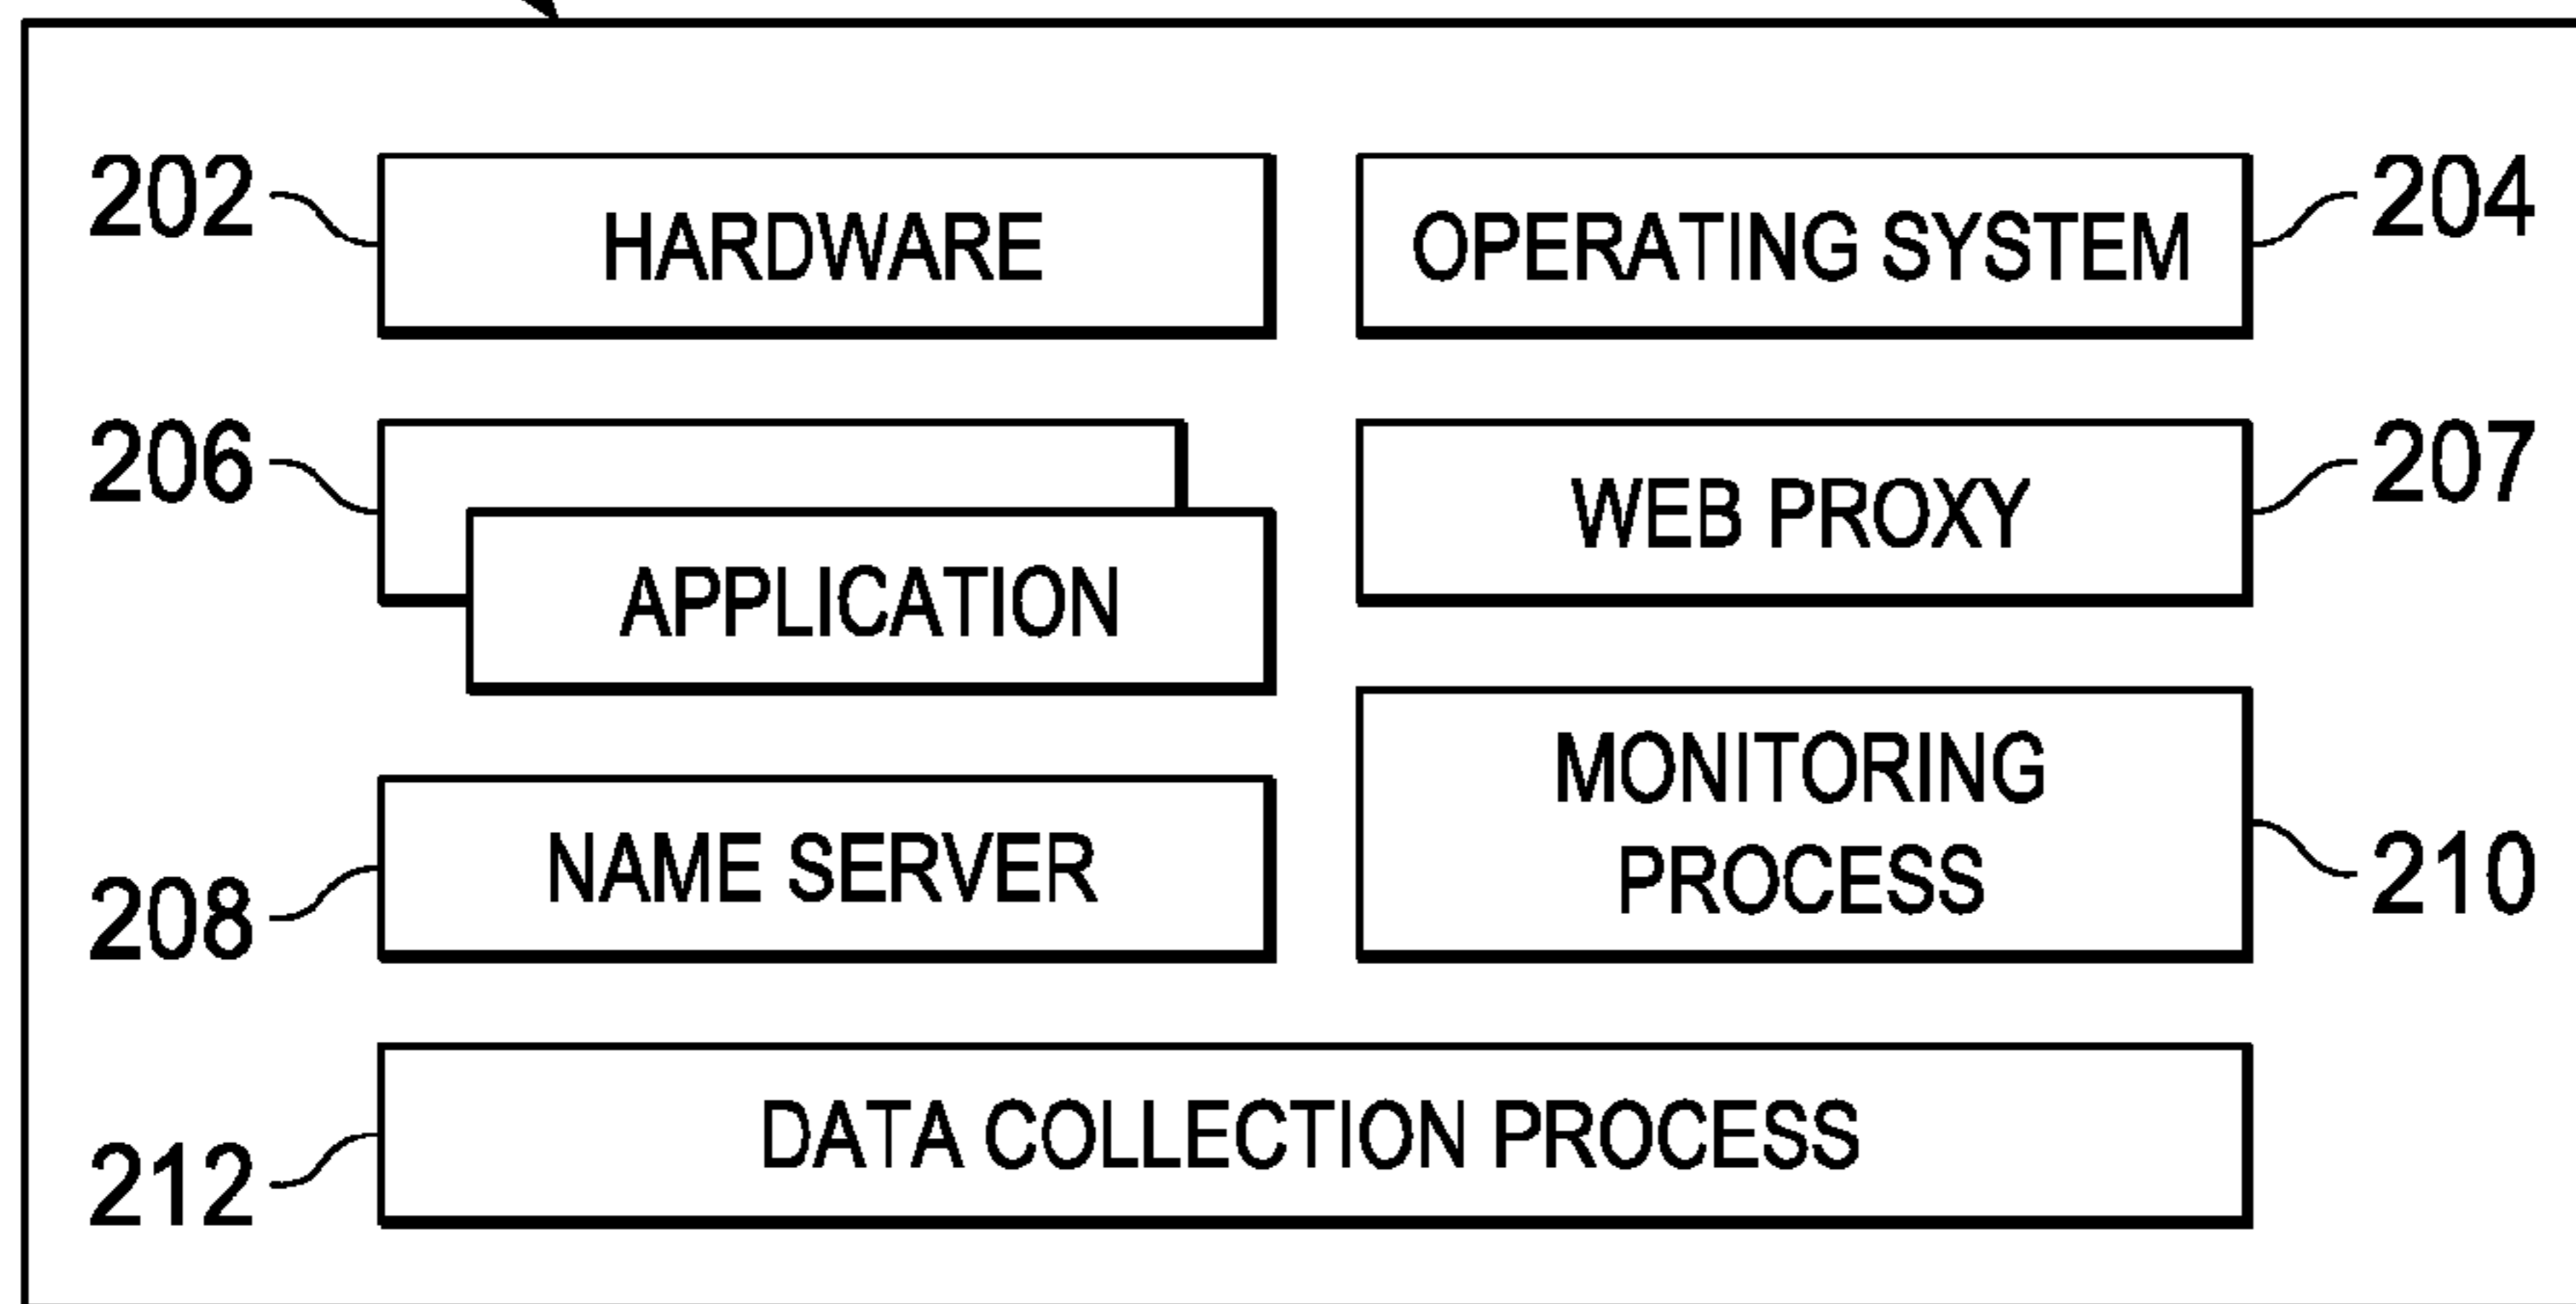 202 HARDWARE OPERATING SYSTEM 204
206 APPLICATION WEB PROXY 207
208 NAME SERVER MONITORING
PROCESS 210
212 DATA COLLECTION PROCESS